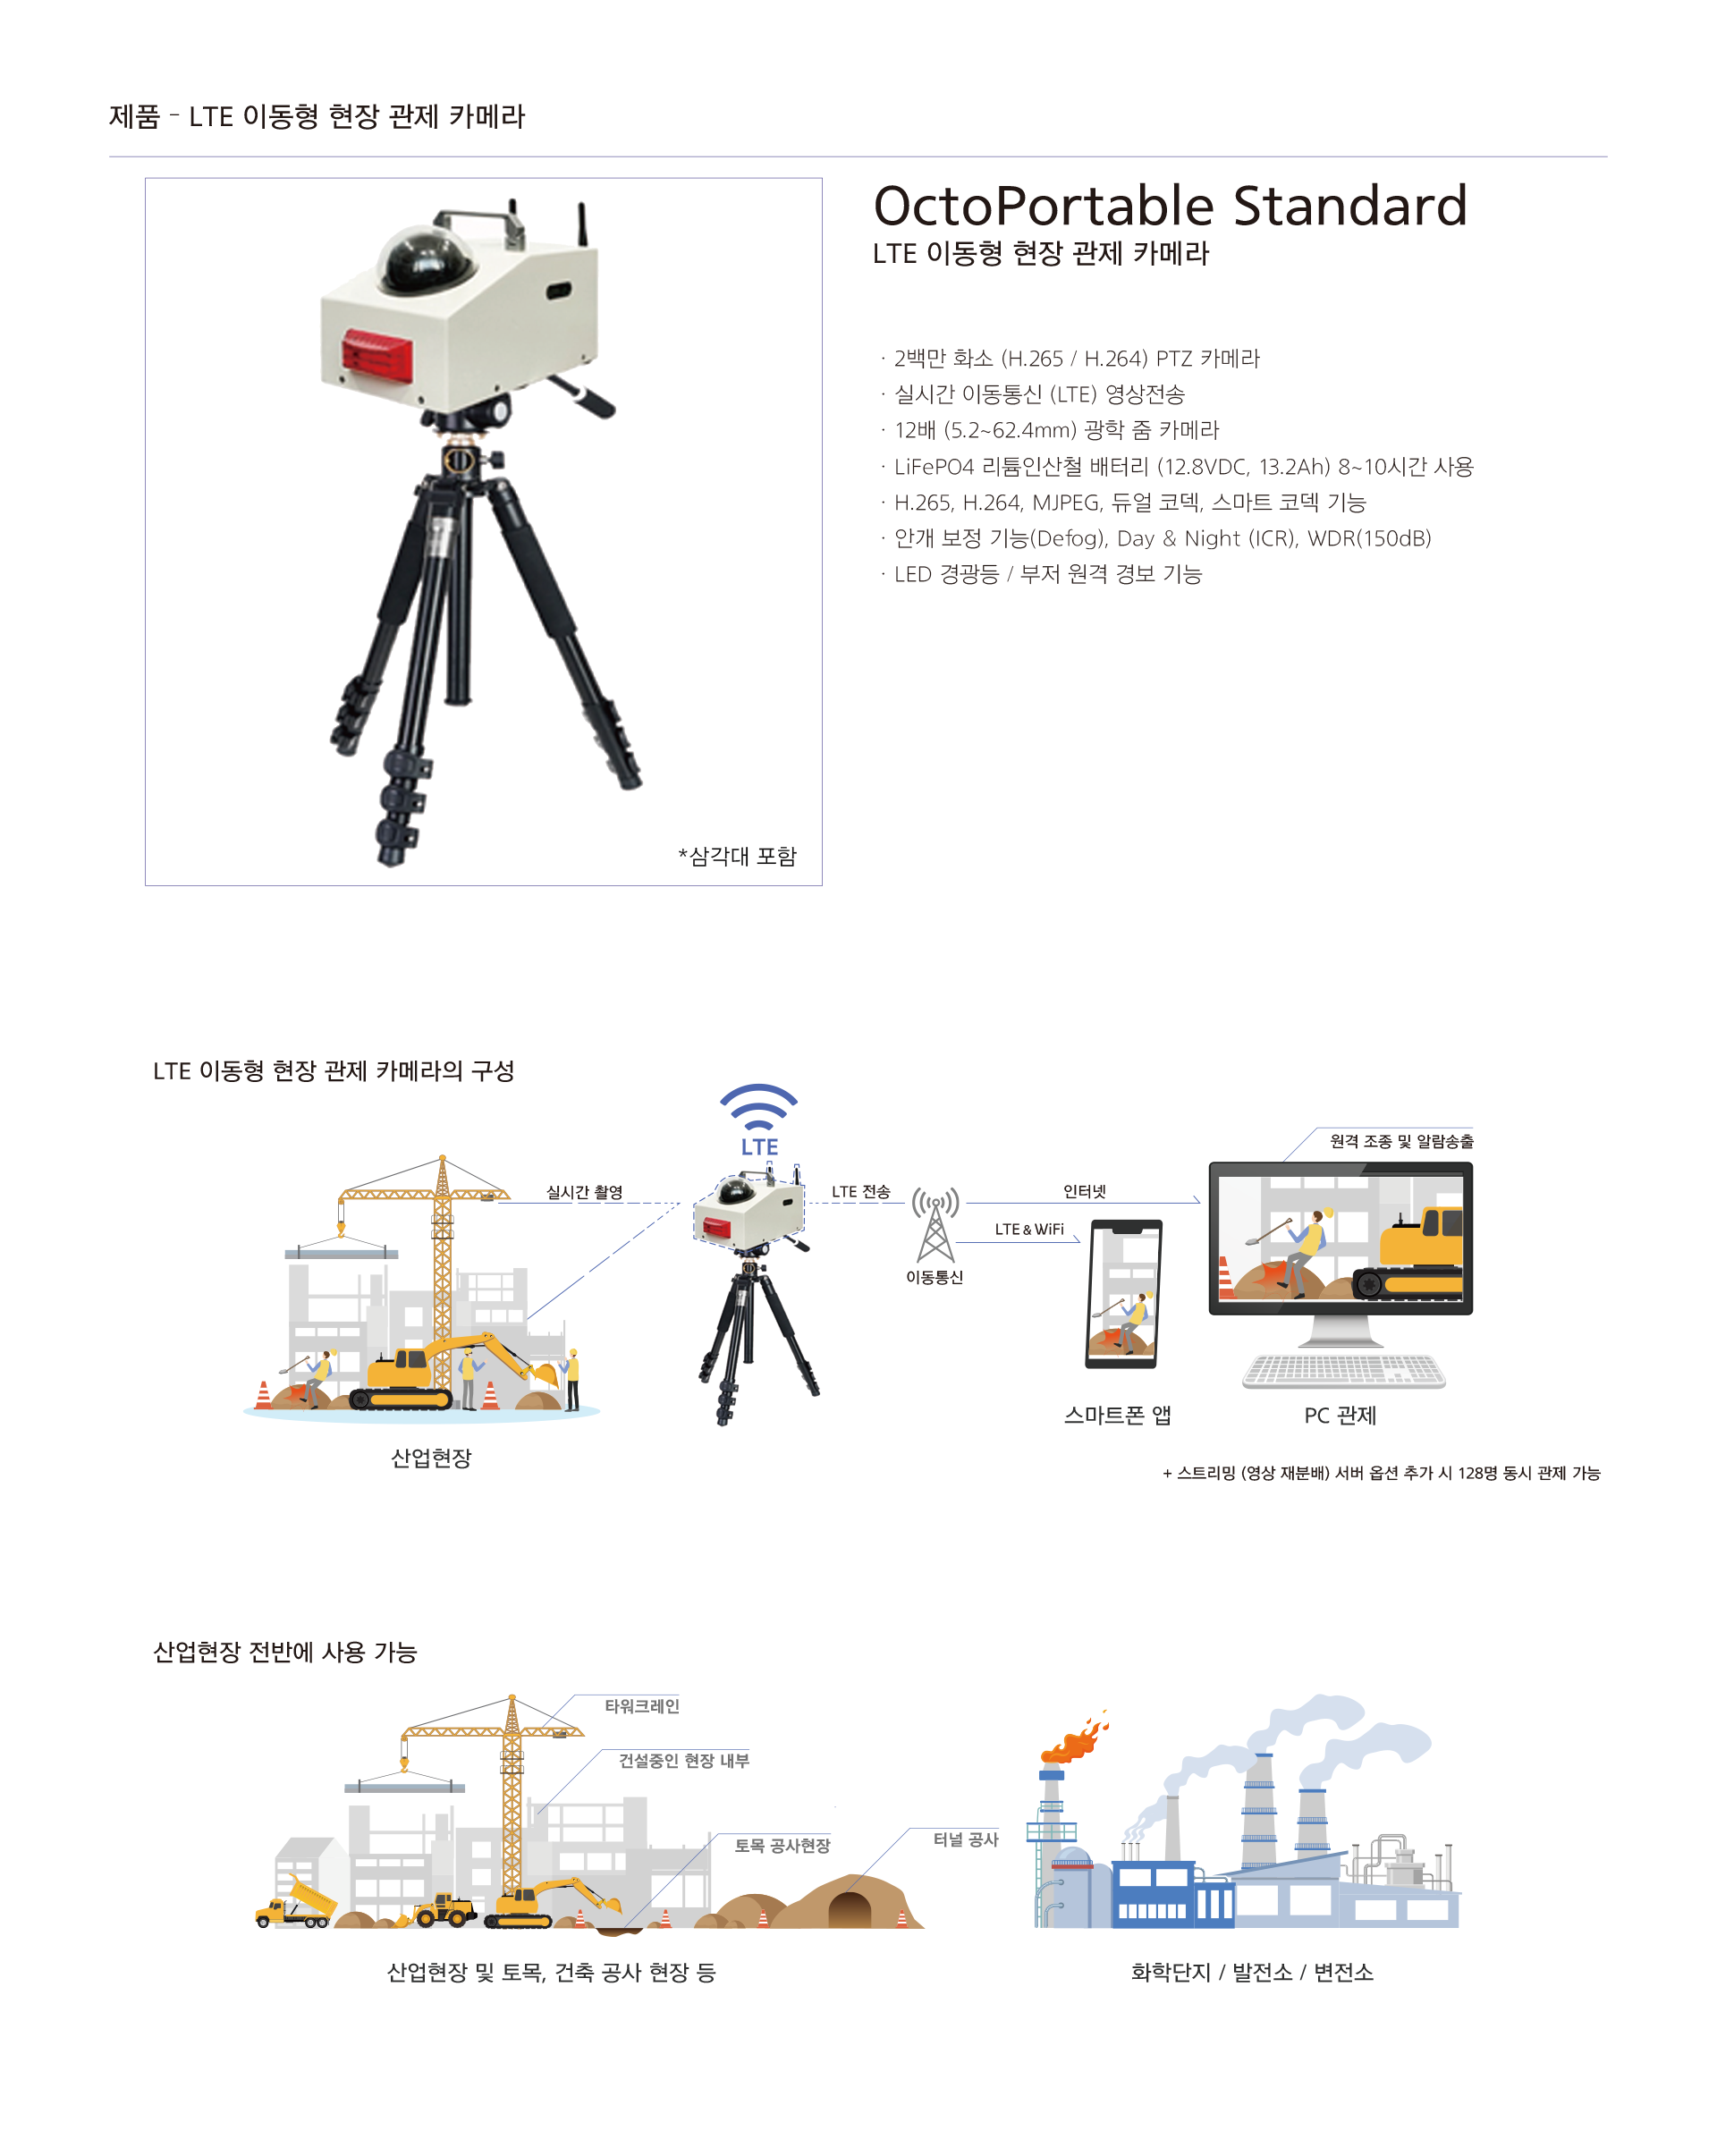 제품 - LTE 이동형 현장 관제 카메라
OctoPortable Standard
LTE 이동형 현장 관제 카메라
· 2백만 화소 (H.265 / H.264) PTZ 카메라
· 실시간 이동통신 (LTE) 영상전송
· 12배 (5.2~62.4mm) 광학 줌 카메라
· LiFePO4 리튬인산철 배터리 (12.8VDC, 13.2Ah) 8~10시간 사용
· H.265, H.264, MJPEG, 듀얼 코덱, 스마트 코덱 기능
· 안개 보정 기능(Defog), Day & Night (ICR), WDR(150dB)
· LED 경광등 / 부저 원격 경보 기능
*삼각대 포함
LTE 이동형 현장 관제 카메라의 구성
LTE
원격 조종 및 알람송출
실시간 촬영
LTE 전송
인터넷
LTE & WiFi
이동통신
스마트폰 앱
PC 관제
산업현장
+ 스트리밍 (영상 재분배) 서버 옵션 추가 시 128명 동시 관제 가능
산업현장 전반에 사용 가능
타워크레인
건설중인 현장 내부
토목 공사현장
터널 공사
산업현장 및 토목, 건축 공사 현장 등
화학단지 / 발전소 / 변전소